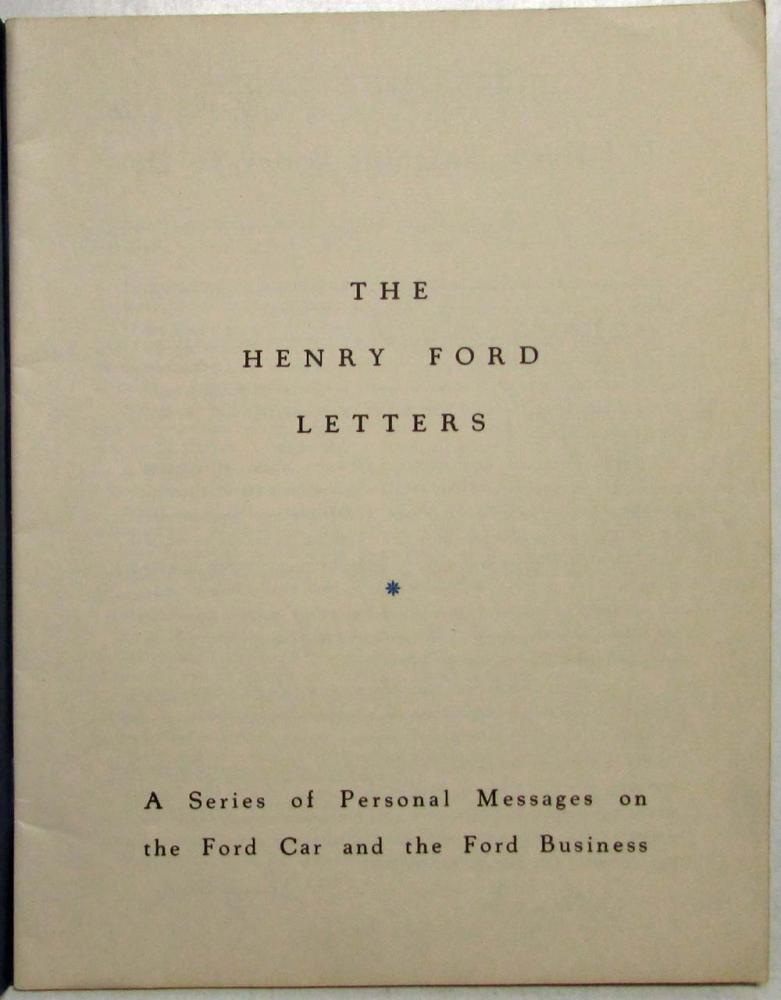 THE
HENRY FORD
LETTERS
A Series of Personal Messages on
the Ford Car and the Ford Business